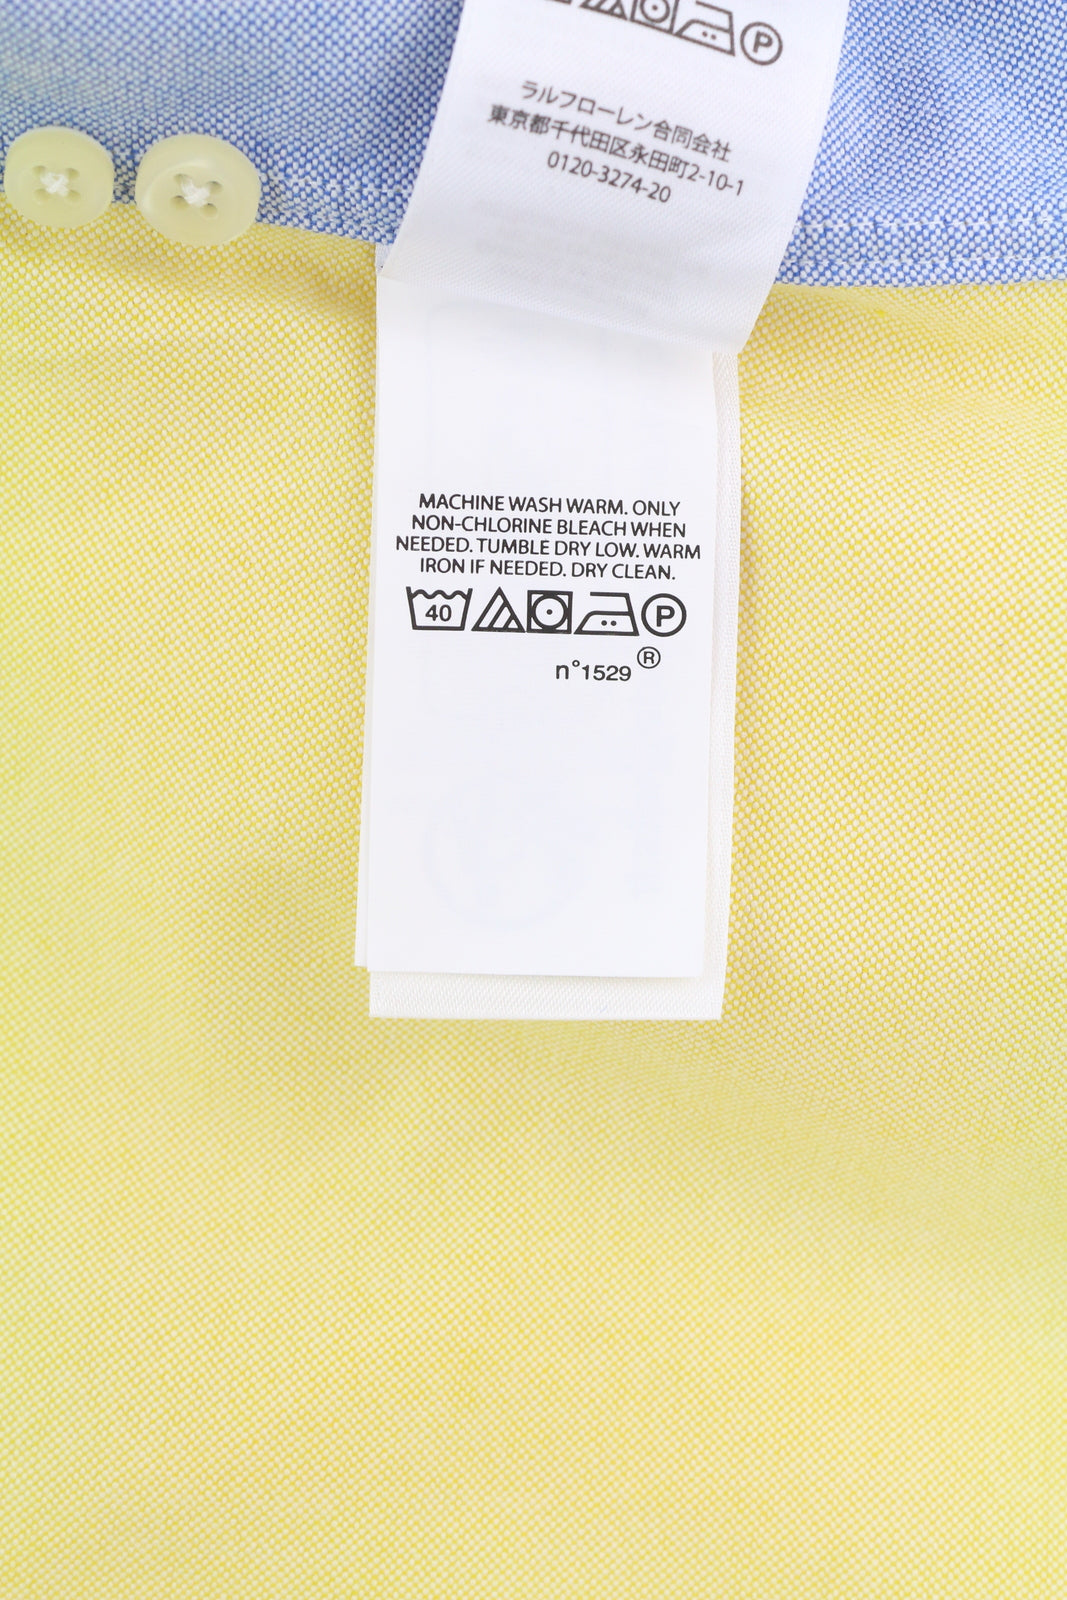 ラルフローレン合同会社
東京都千代田区永田町2-10-1
0120-3274-20
MACHINE WASH WARM. ONLY
NON-CHLORINE BLEACH WHEN
NEEDED. TUMBLE DRY LOW. WARM
IRON IF NEEDED. DRY CLEAN.
40 P
n°1529®
P